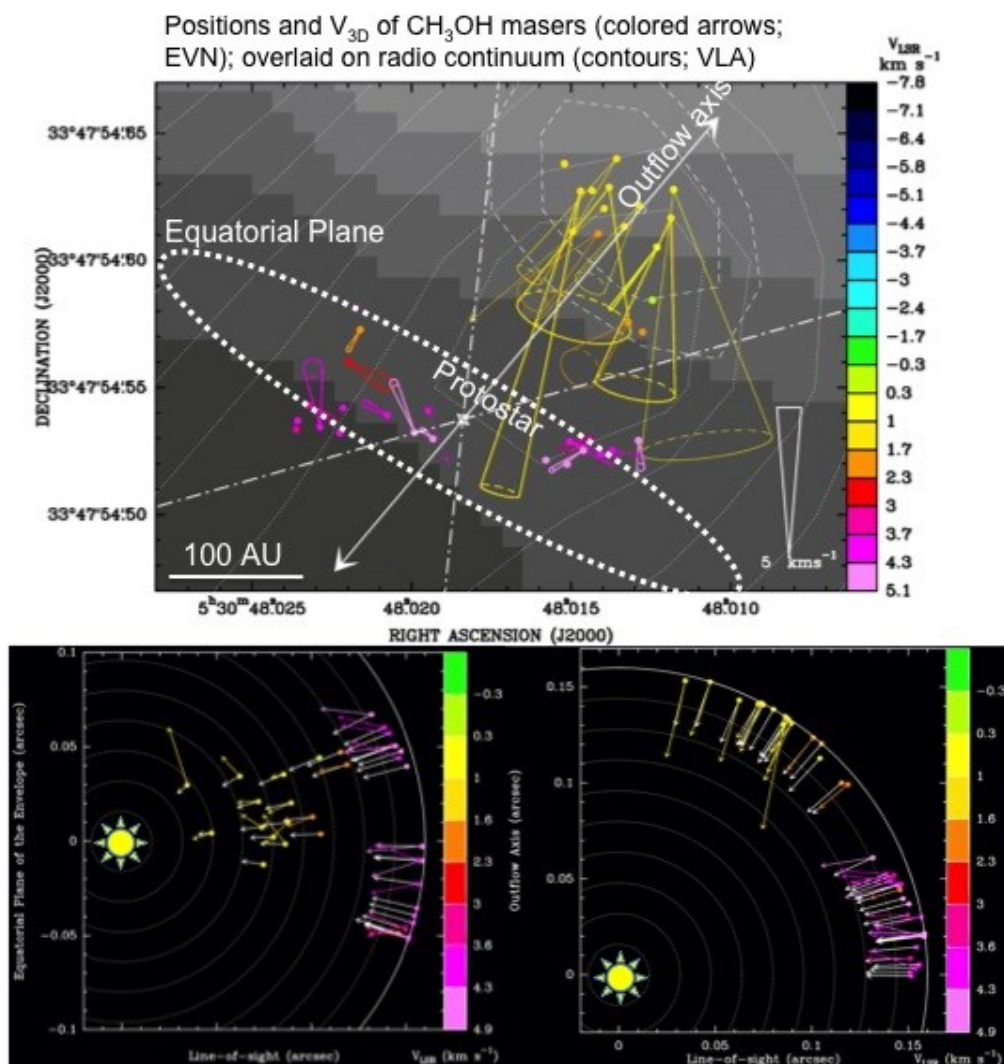 Positions and V3D of CH3OH masers (colored arrows;
EVN); overlaid on radio continuum (contours; VLA)
VLSR
km s⁻¹
Outflow axis
Equatorial Plane
Protostar
100 AU
5 kms⁻¹
DECLINATION (J2000)
33°47'54"65
33°47'54"60
33°47'54"55
33°47'54"50
5ʰ30ᵐ48ˢ025
48ˢ020
48ˢ015
48ˢ010
RIGHT ASCENSION (J2000)
-7.8
-7.1
-6.4
-5.8
-5.1
-4.4
-3.7
-3
-2.4
-1.7
-0.3
0.3
1
1.7
2.3
3
3.7
4.3
5.1
Equatorial Plane of the Envelope (arcsec)
0.1
0.05
0
-0.05
-0.1
Line-of-sight (arcsec)
VLSR (km s⁻¹)
-0.3
0.3
1
1.6
2.3
3
3.6
4.3
4.9
Outflow Axis (arcsec)
0.15
0.1
0.05
0
0
0.05
0.1
0.15
Line-of-sight (arcsec)
VLSR (km s⁻¹)
-0.3
0.3
1
1.6
2.3
3
3.6
4.3
4.9